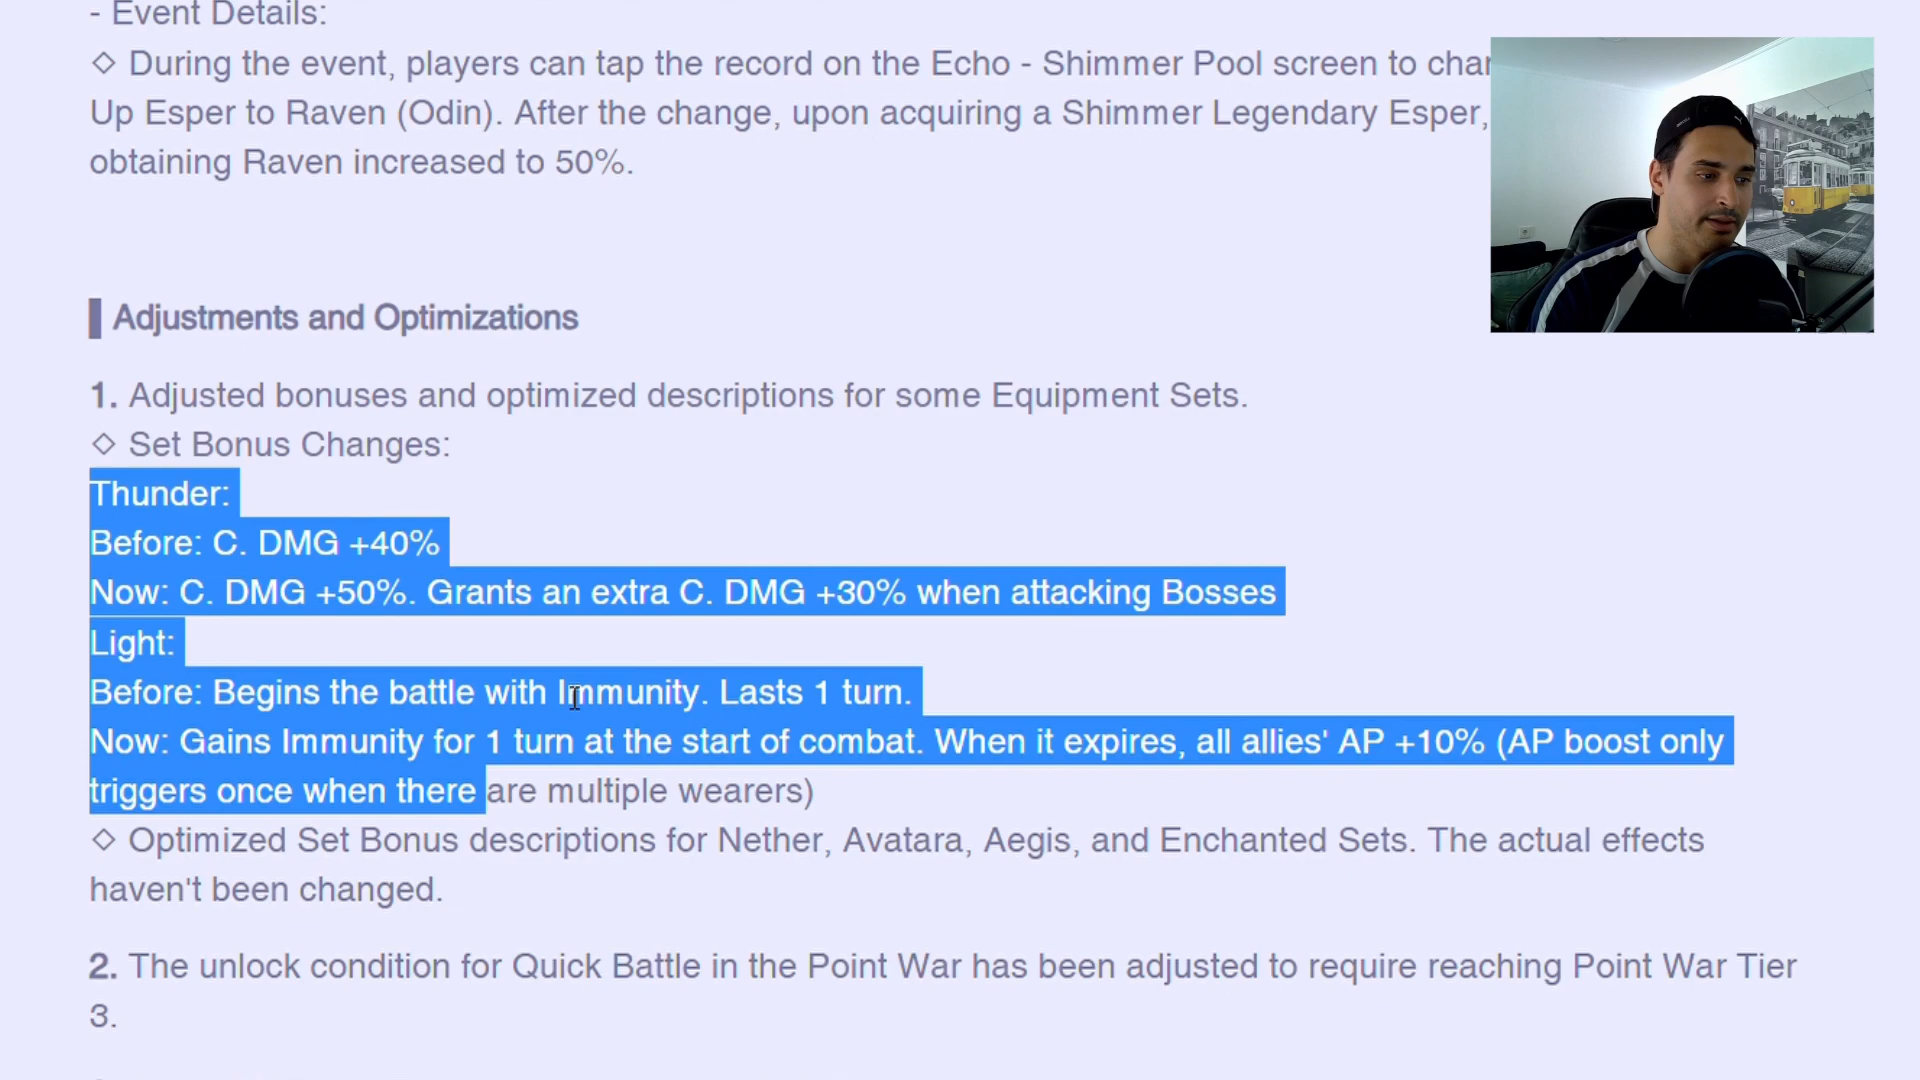 - Event Details:
◇ During the event, players can tap the record on the Echo - Shimmer Pool screen to
Up Esper to Raven (Odin). After the change, upon acquiring a Shimmer Legendary Esper,
obtaining Raven increased to 50%.
Adjustments and Optimizations
1. Adjusted bonuses and optimized descriptions for some Equipment Sets.
◇ Set Bonus Changes:
Thunder:
Before: C. DMG +40%
Now: C. DMG +50%. Grants an extra C. DMG +30% when attacking Bosses
Light:
Before: Begins the battle with Immunity. Lasts 1 turn.
Now: Gains Immunity for 1 turn at the start of combat. When it expires, all allies' AP +10% (AP boost only
triggers once when there are multiple wearers)
◇ Optimized Set Bonus descriptions for Nether, Avatara, Aegis, and Enchanted Sets. The actual effects
haven't been changed.
2. The unlock condition for Quick Battle in the Point War has been adjusted to require reaching Point War Tier
3.